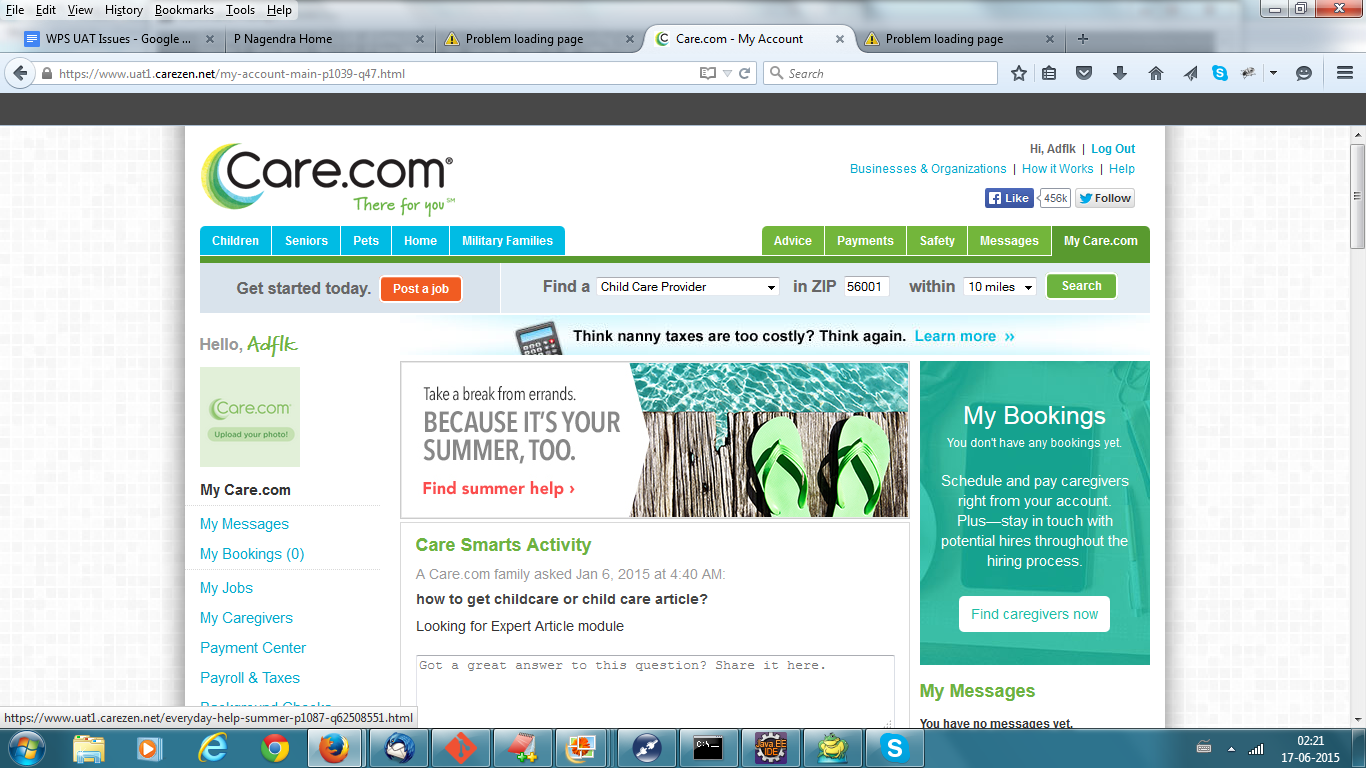 File Edit View History Bookmarks Tools Help
WPS UAT Issues - Google ...
P Nagendra Home
Problem loading page
Care.com - My Account
Problem loading page
https://www.uat1.carezen.net/my-account-main-p1039-q47.html
Search
Care.com®
There for you℠
Hi, Adflk | Log Out
Businesses & Organizations | How it Works | Help
Like 456k Follow
Children Seniors Pets Home Military Families
Advice Payments Safety Messages My Care.com
Get started today. Post a job Find a Child Care Provider in ZIP 56001 within 10 miles Search
Hello, Adflk
Think nanny taxes are too costly? Think again. Learn more ››
Care.com
Upload your photo!
My Care.com
My Messages
My Bookings (0)
My Jobs
My Caregivers
Payment Center
Payroll & Taxes
Background Checks
Take a break from errands.
BECAUSE IT'S YOUR
SUMMER, TOO.
Find summer help ›
Care Smarts Activity
A Care.com family asked Jan 6, 2015 at 4:40 AM:
how to get childcare or child care article?
Looking for Expert Article module
Got a great answer to this question? Share it here.
My Bookings
You don't have any bookings yet.
Schedule and pay caregivers
right from your account.
Plus—stay in touch with
potential hires throughout the
hiring process.
Find caregivers now
My Messages
You have no messages yet.
https://www.uat1.carezen.net/everyday-help-summer-p1087-q62508551.html
C:\_
Java EE
IDE
02:21
17-06-2015